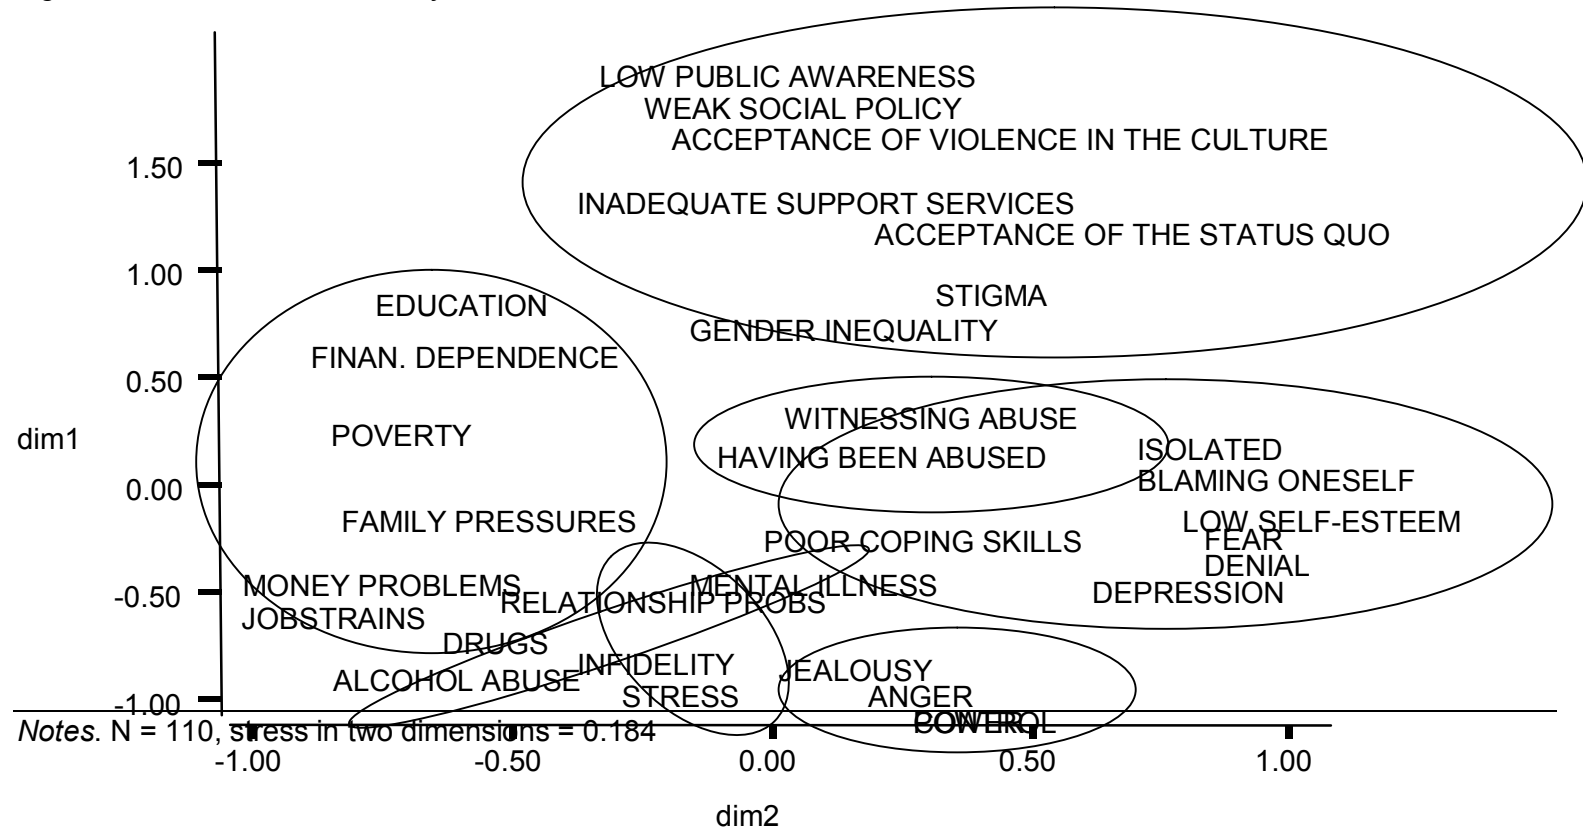 LOW PUBLIC AWARENESS
WEAK SOCIAL POLICY
ACCEPTANCE OF VIOLENCE IN THE CULTURE
1.50
INADEQUATE SUPPORT SERVICES
ACCEPTANCE OF THE STATUS QUO
1.00
STIGMA
EDUCATION
GENDER INEQUALITY
FINAN. DEPENDENCE
0.50
WITNESSING ABUSE
dim1
POVERTY
ISOLATED
HAVING BEEN ABUSED
BLAMING ONESELF
0.00
FAMILY PRESSURES
LOW SELF-ESTEEM
POOR COPING SKILLS
FEAR
DENIAL
MONEY PROBLEMS
MENTAL ILLNESS
-0.50
DEPRESSION
RELATIONSHIP PROBS
JOBSTRAINS
DRUGS
INFIDELITY
JEALOUSY
ALCOHOL ABUSE
STRESS
ANGER
-1.00
POWER
CONTROL
Notes. N = 110, stress in two dimensions = 0.184
-1.00 -0.50 0.00 0.50 1.00
dim2